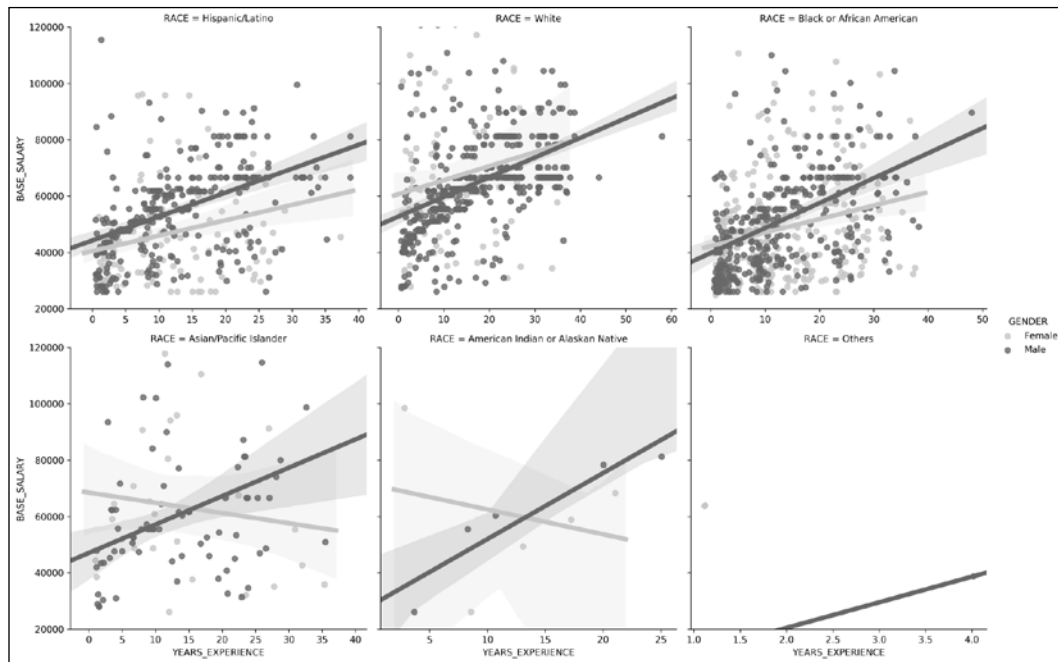 RACE = Hispanic/Latino
RACE = White
RACE = Black or African American
120000
100000
80000
60000
40000
20000
BASE_SALARY
0 5 10 15 20 25 30 35 40
0 10 20 30 40 50 60
0 10 20 30 40 50
GENDER
Female
Male
RACE = Asian/Pacific Islander
RACE = American Indian or Alaskan Native
RACE = Others
120000
100000
80000
60000
40000
20000
BASE_SALARY
0 5 10 15 20 25 30 35 40
5 10 15 20 25
1.0 1.5 2.0 2.5 3.0 3.5 4.0
YEARS_EXPERIENCE
YEARS_EXPERIENCE
YEARS_EXPERIENCE